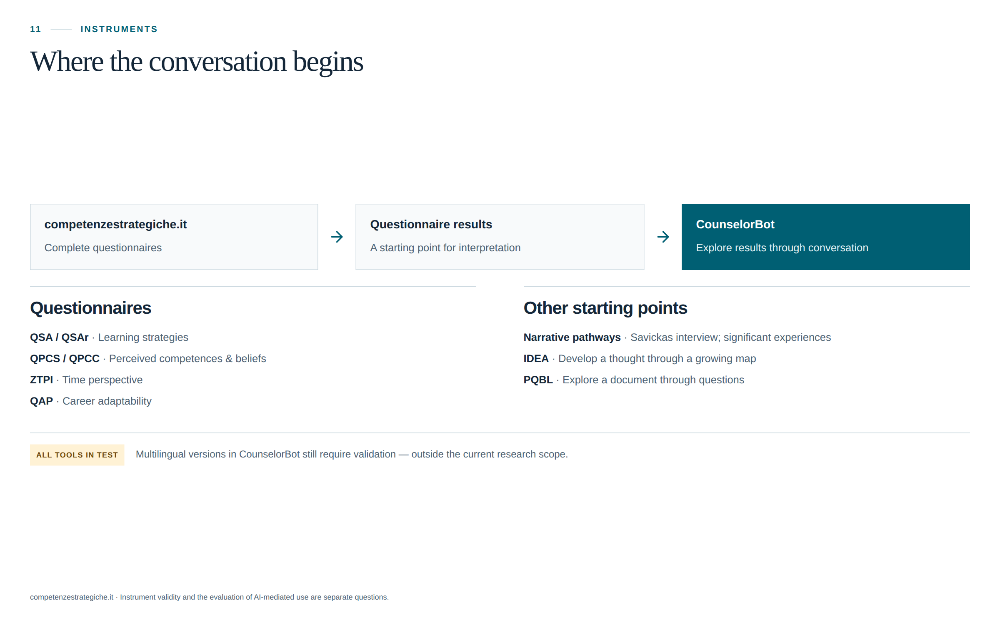 11 INSTRUMENTS
Where the conversation begins
competenzestrategiche.it
Complete questionnaires
Questionnaire results
A starting point for interpretation
CounselorBot
Explore results through conversation
Questionnaires
QSA / QSAr · Learning strategies
QPCS / QPCC · Perceived competences & beliefs
ZTPI · Time perspective
QAP · Career adaptability
Other starting points
Narrative pathways · Savickas interview; significant experiences
IDEA · Develop a thought through a growing map
PQBL · Explore a document through questions
ALL TOOLS IN TEST
Multilingual versions in CounselorBot still require validation — outside the current research scope.
competenzestrategiche.it · Instrument validity and the evaluation of AI-mediated use are separate questions.